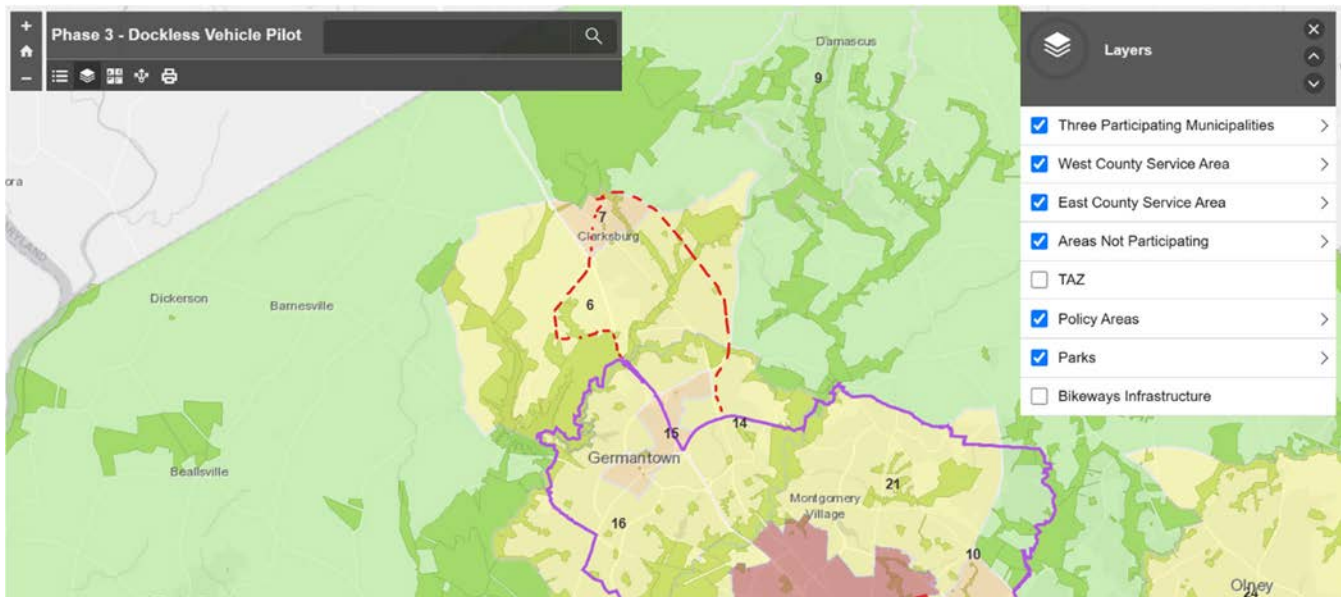 +
Phase 3 - Dockless Vehicle Pilot
−
Layers
Three Participating Municipalities
West County Service Area
East County Service Area
Areas Not Participating
TAZ
Policy Areas
Parks
Bikeways Infrastructure
Damascus
9
ora
7
Clarksburg
Dickerson
Barnesville
6
15
14
Germantown
Beallsville
21
Montgomery
Village
16
10
Olney
24